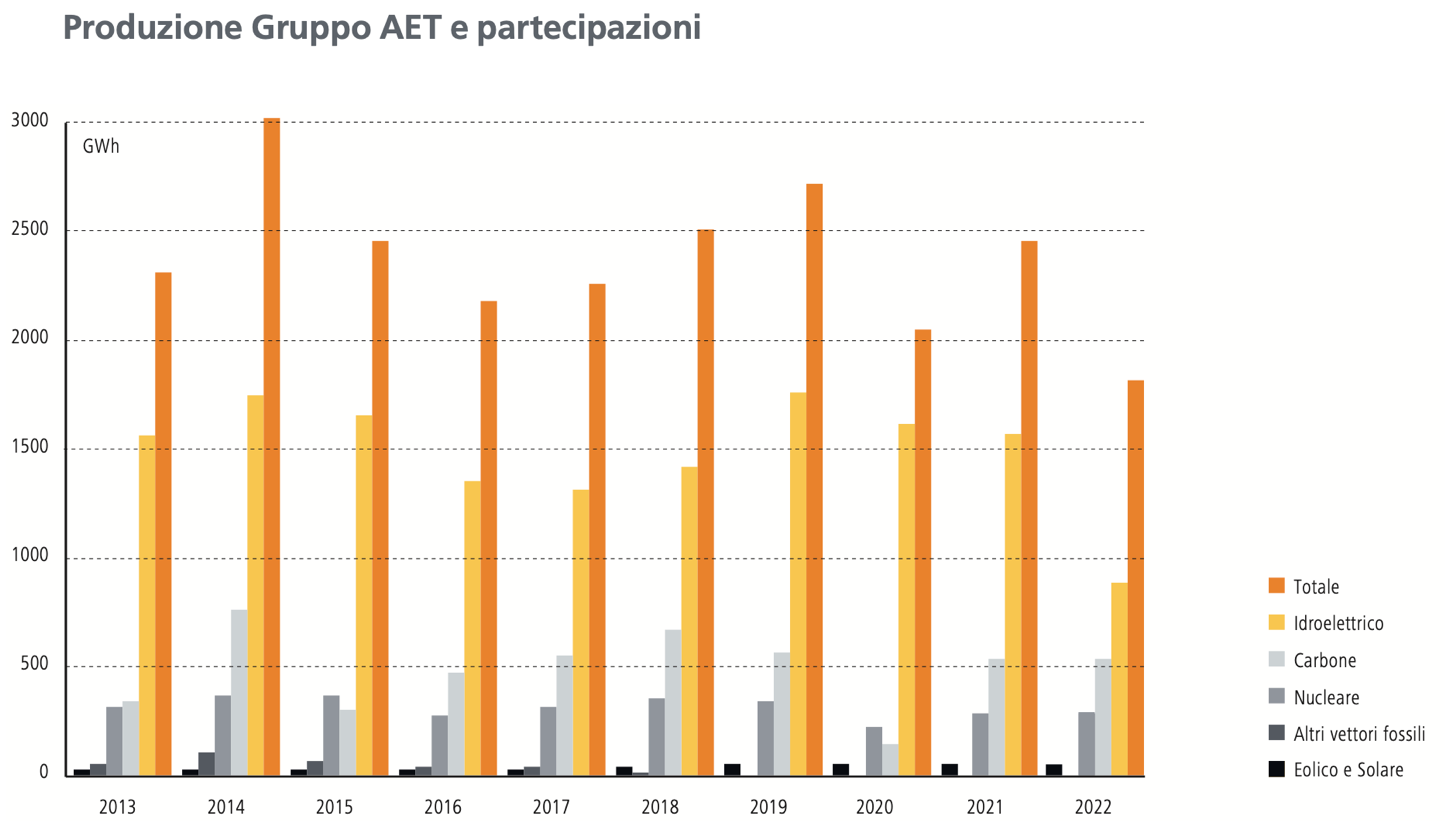 Produzione Gruppo AET e partecipazioni
3000
GWh
2500
2000
1500
1000
500
0
2013 2014 2015 2016 2017 2018 2019 2020 2021 2022
Totale
Idroelettrico
Carbone
Nucleare
Altri vettori fossili
Eolico e Solare